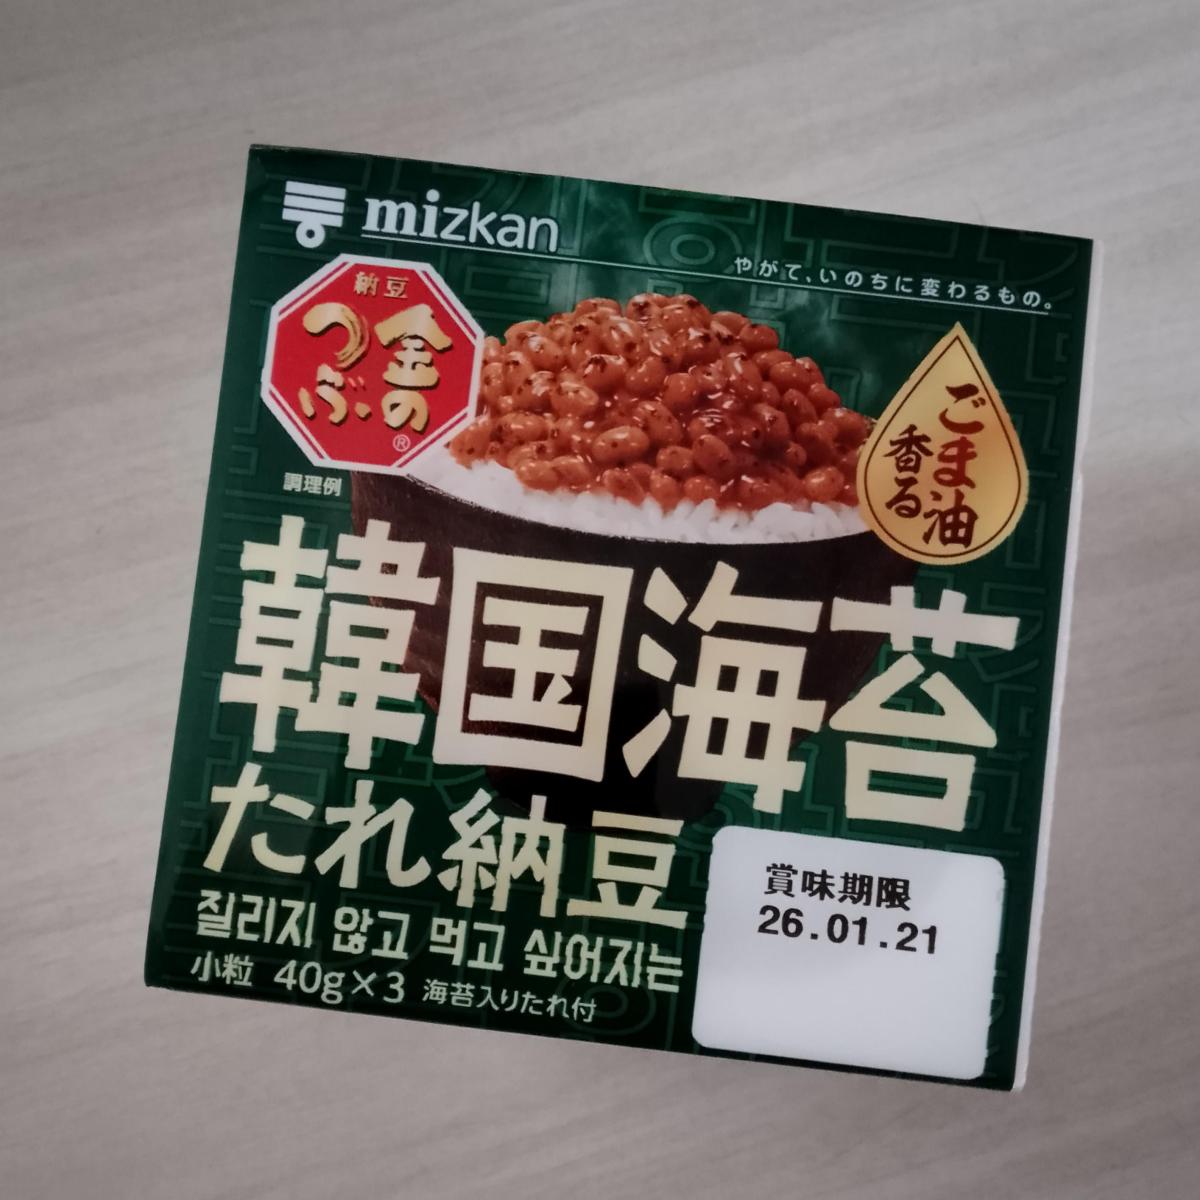 mizkan
やがて、いのちに変わるもの。
納豆
金の
つぶ®
調理例
ごま油
香る
韓国海苔
たれ納豆
질리지 않고 먹고 싶어지는
小粒 40g×3 海苔入りたれ付
賞味期限
26.01.21